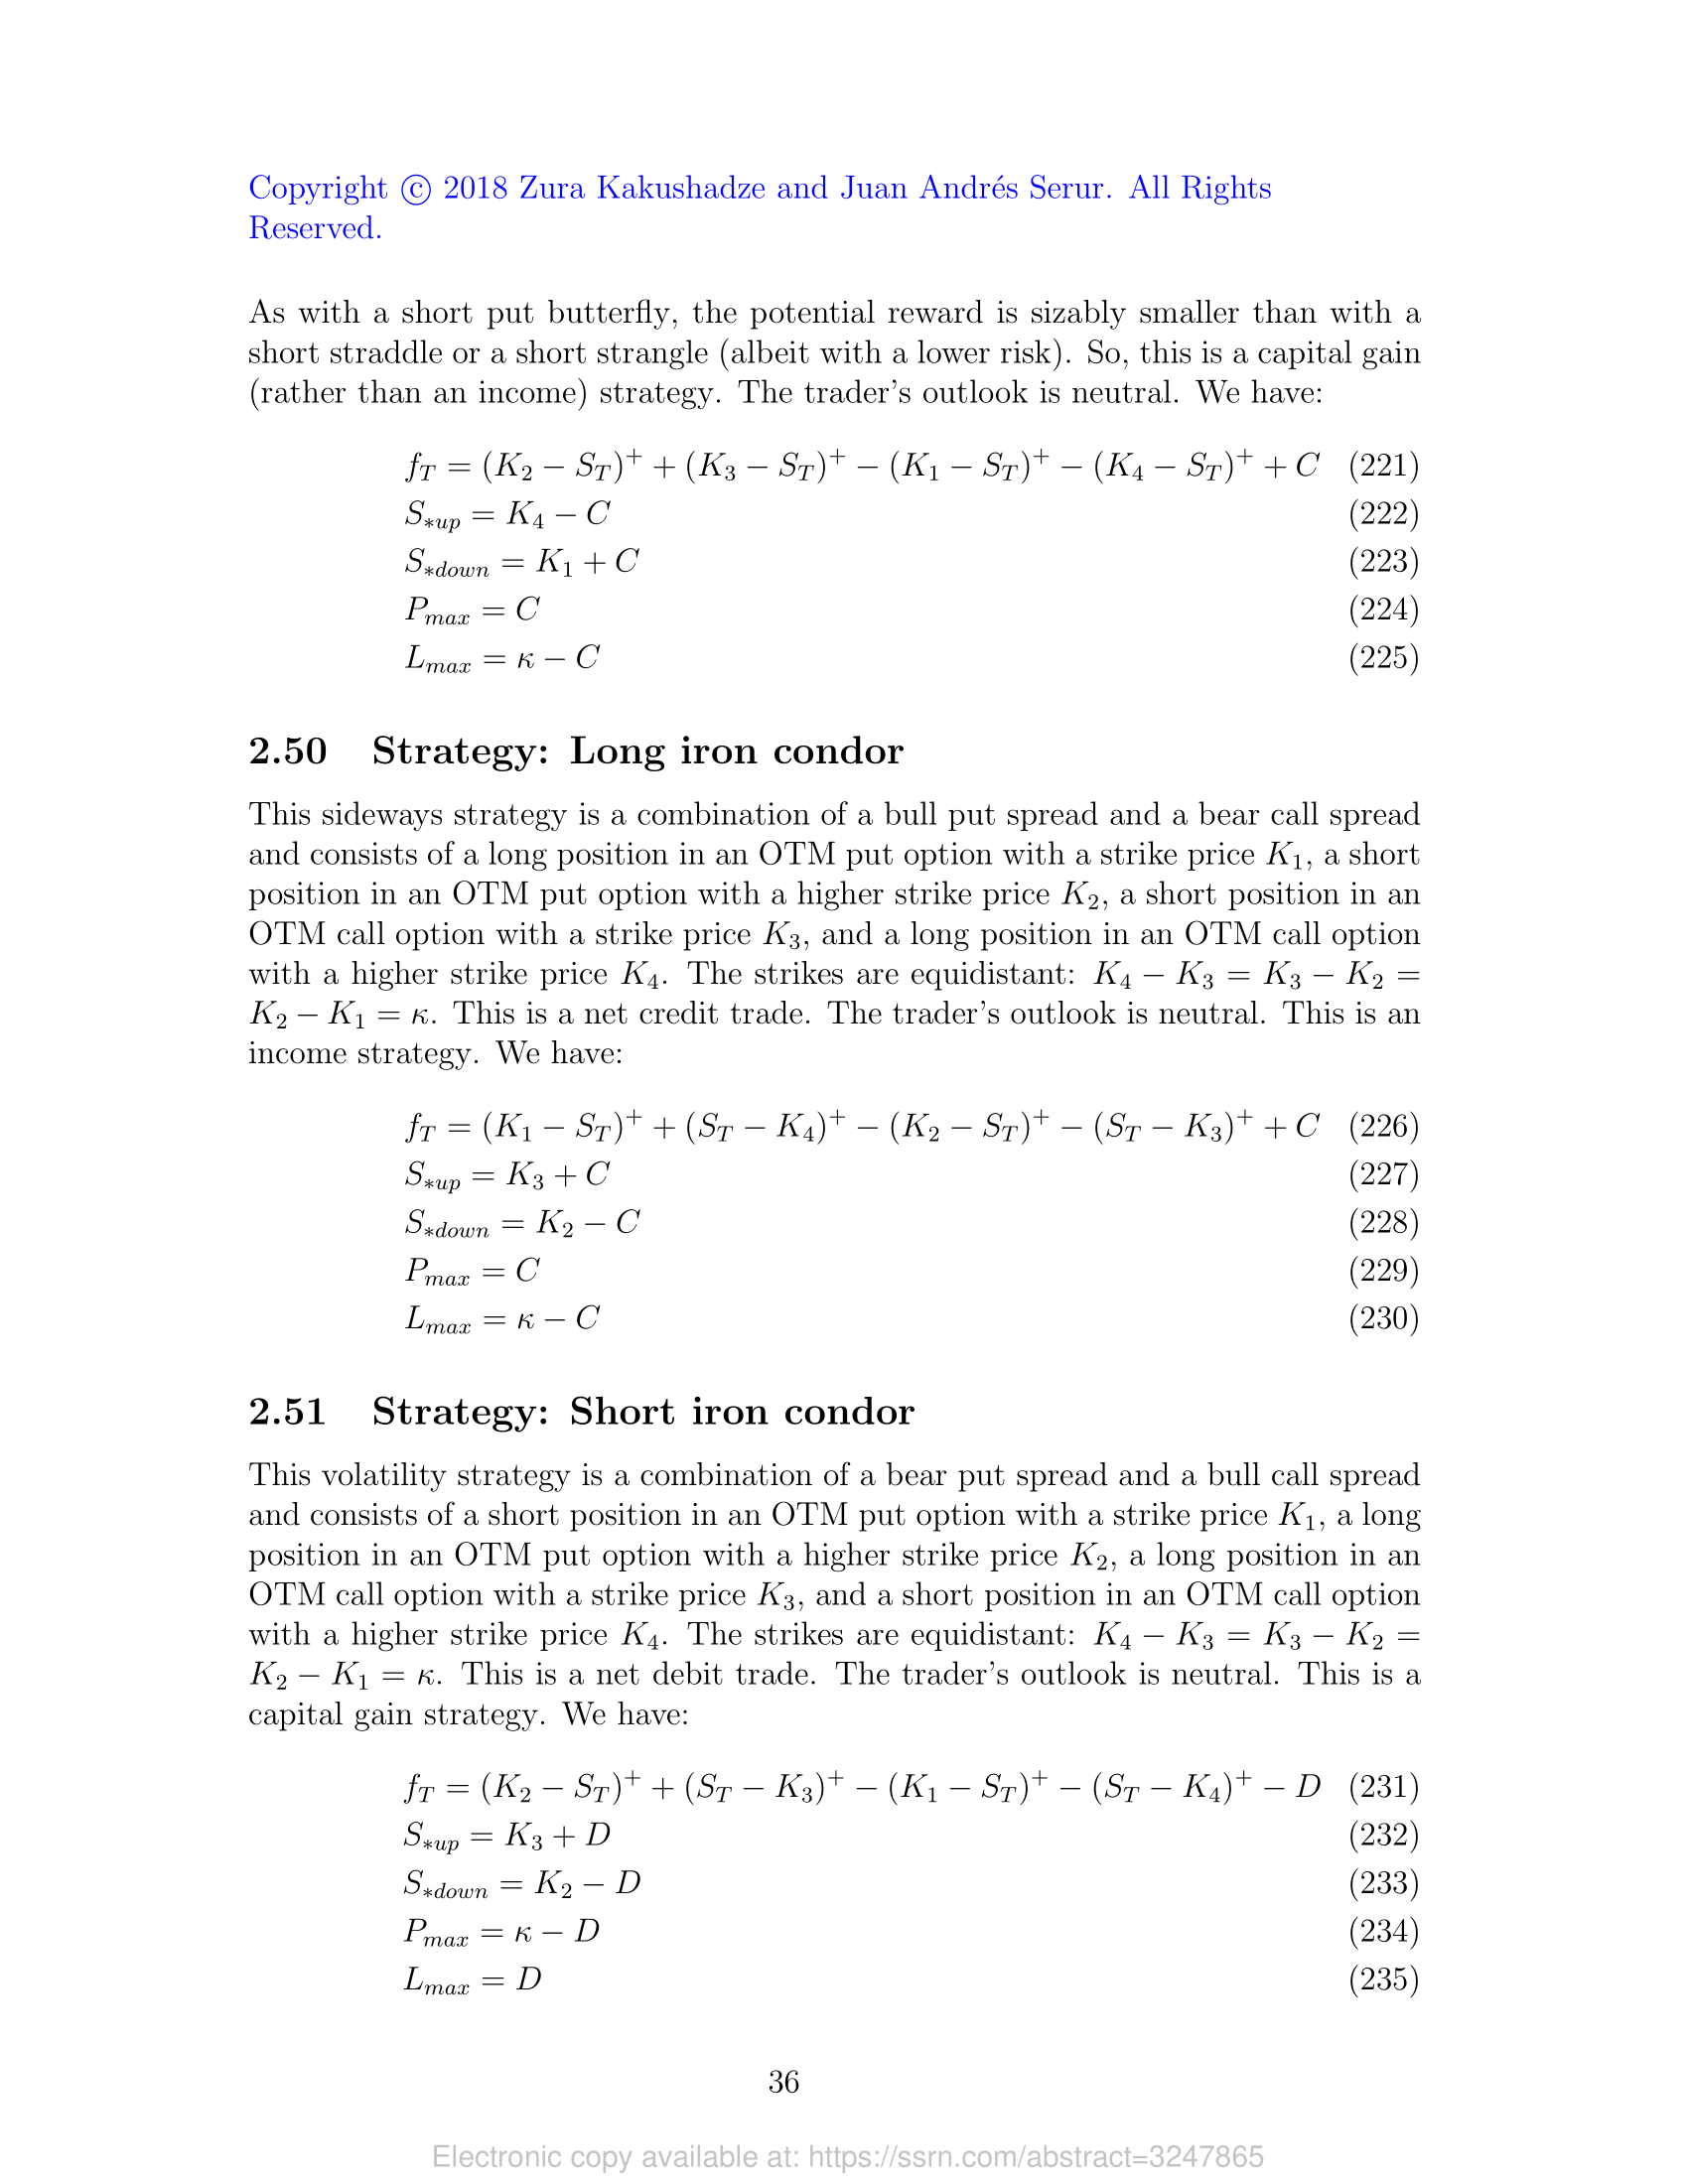 Copyright © 2018 Zura Kakushadze and Juan Andrés Serur. All Rights
Reserved.
As with a short put butterfly, the potential reward is sizably smaller than with a
short straddle or a short strangle (albeit with a lower risk). So, this is a capital gain
(rather than an income) strategy. The trader's outlook is neutral. We have:
f_T = (K_2 − S_T)^+ + (K_3 − S_T)^+ − (K_1 − S_T)^+ − (K_4 − S_T)^+ + C (221)
S_{*up} = K_4 − C (222)
S_{*down} = K_1 + C (223)
P_{max} = C (224)
L_{max} = κ − C (225)
2.50 Strategy: Long iron condor
This sideways strategy is a combination of a bull put spread and a bear call spread
and consists of a long position in an OTM put option with a strike price K_1, a short
position in an OTM put option with a higher strike price K_2, a short position in an
OTM call option with a strike price K_3, and a long position in an OTM call option
with a higher strike price K_4. The strikes are equidistant: K_4 − K_3 = K_3 − K_2 =
K_2 − K_1 = κ. This is a net credit trade. The trader's outlook is neutral. This is an
income strategy. We have:
f_T = (K_1 − S_T)^+ + (S_T − K_4)^+ − (K_2 − S_T)^+ − (S_T − K_3)^+ + C (226)
S_{*up} = K_3 + C (227)
S_{*down} = K_2 − C (228)
P_{max} = C (229)
L_{max} = κ − C (230)
2.51 Strategy: Short iron condor
This volatility strategy is a combination of a bear put spread and a bull call spread
and consists of a short position in an OTM put option with a strike price K_1, a long
position in an OTM put option with a higher strike price K_2, a long position in an
OTM call option with a strike price K_3, and a short position in an OTM call option
with a higher strike price K_4. The strikes are equidistant: K_4 − K_3 = K_3 − K_2 =
K_2 − K_1 = κ. This is a net debit trade. The trader's outlook is neutral. This is a
capital gain strategy. We have:
f_T = (K_2 − S_T)^+ + (S_T − K_3)^+ − (K_1 − S_T)^+ − (S_T − K_4)^+ − D (231)
S_{*up} = K_3 + D (232)
S_{*down} = K_2 − D (233)
P_{max} = κ − D (234)
L_{max} = D (235)
36
Electronic copy available at: https://ssrn.com/abstract=3247865